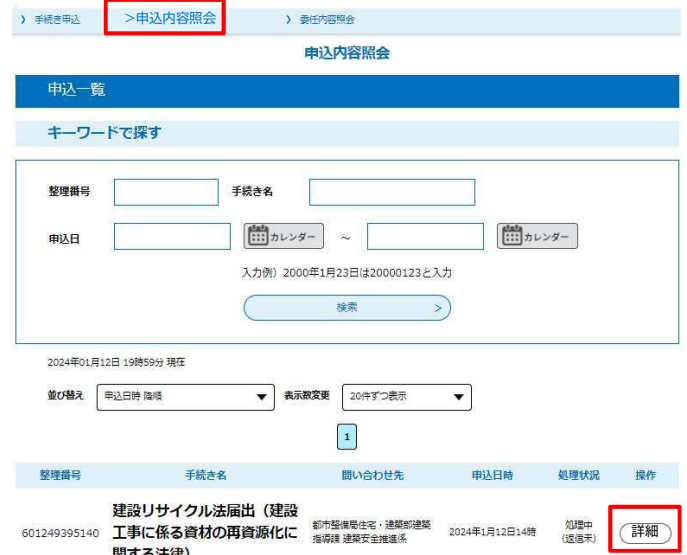 > 手続き申込 >申込内容照会 > 委任内容照会
申込内容照会
申込一覧
キーワードで探す
整理番号 手続き名
申込日 カレンダー ～ カレンダー
入力例）2000年1月23日は20000123と入力
検索 >
2024年01月12日 19時59分 現在
並び替え 申込日時 降順 ▼ 表示数変更 20件ずつ表示 ▼
1
整理番号 手続き名 問い合わせ先 申込日時 処理状況 操作
建設リサイクル法届出（建設
601249395140 工事に係る資材の再資源化に 都市整備局住宅・建築部建築 2024年1月12日14時 処理中 詳細
指導課 建築安全推進係 (返信未)
関する法律）